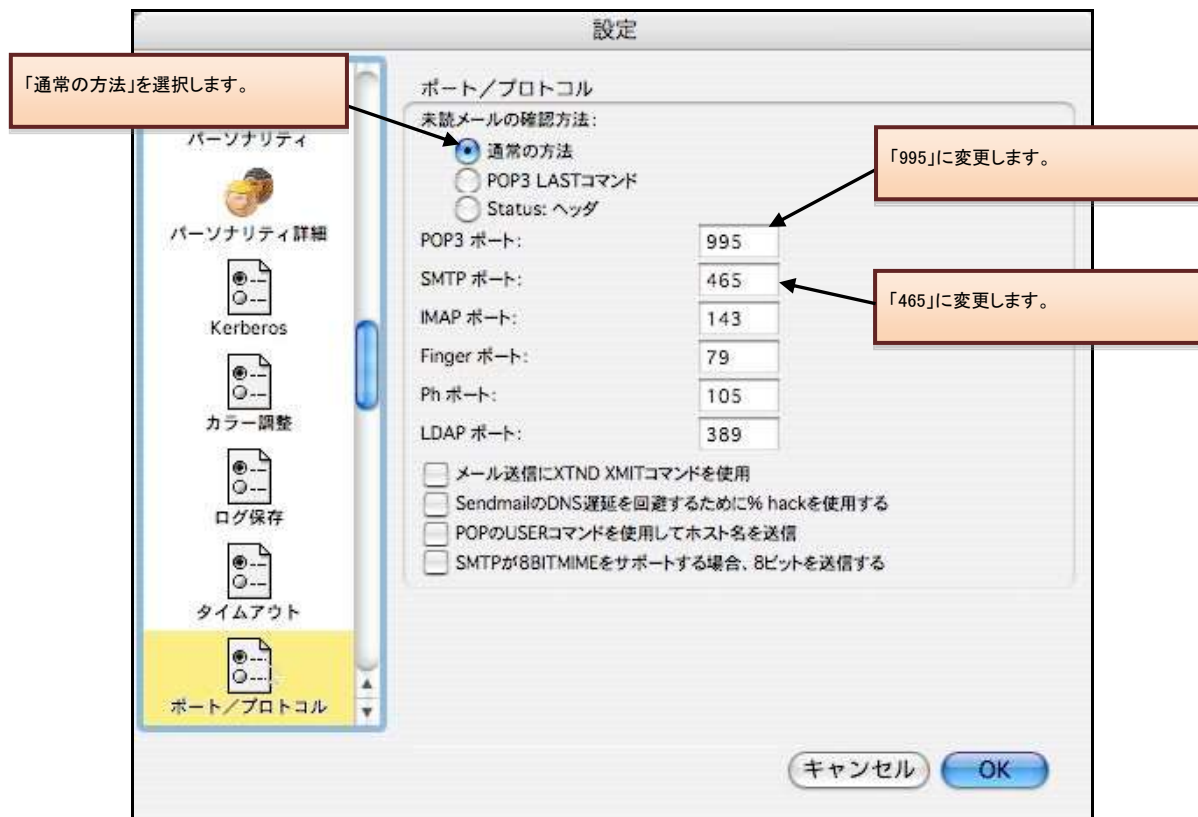 設定
「通常の方法」を選択します。
パーソナリティ
パーソナリティ詳細
Kerberos
カラー調整
ログ保存
タイムアウト
ポート／プロトコル
ポート／プロトコル
未読メールの確認方法:
通常の方法
POP3 LASTコマンド
Status: ヘッダ
「995」に変更します。
POP3 ポート: 995
SMTP ポート: 465
「465」に変更します。
IMAP ポート: 143
Finger ポート: 79
Ph ポート: 105
LDAP ポート: 389
メール送信にXTND XMITコマンドを使用
SendmailのDNS遅延を回避するために% hackを使用する
POPのUSERコマンドを使用してホスト名を送信
SMTPが8BITMIMEをサポートする場合、8ビットを送信する
キャンセル
OK